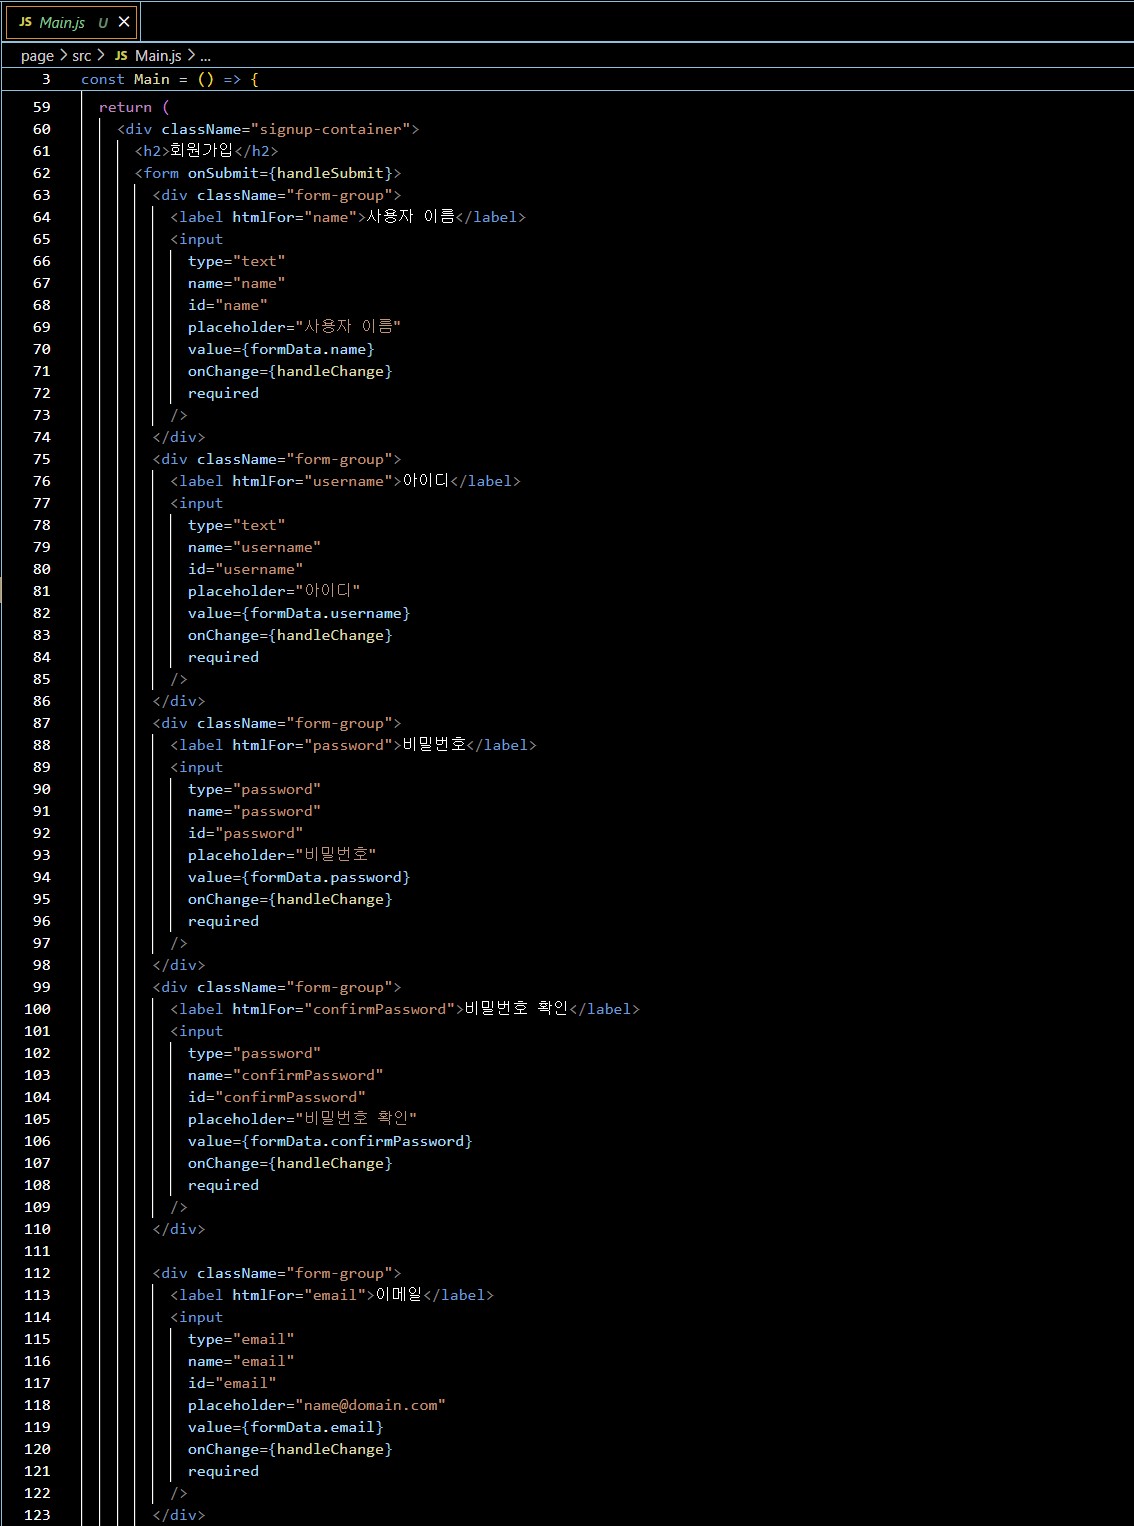 JS Main.js U ×
page > src > JS Main.js > ...
3 const Main = () => {
59 return (
60 <div className="signup-container">
61 <h2>회원가입</h2>
62 <form onSubmit={handleSubmit}>
63 <div className="form-group">
64 <label htmlFor="name">사용자 이름</label>
65 <input
66 type="text"
67 name="name"
68 id="name"
69 placeholder="사용자 이름"
70 value={formData.name}
71 onChange={handleChange}
72 required
73 />
74 </div>
75 <div className="form-group">
76 <label htmlFor="username">아이디</label>
77 <input
78 type="text"
79 name="username"
80 id="username"
81 placeholder="아이디"
82 value={formData.username}
83 onChange={handleChange}
84 required
85 />
86 </div>
87 <div className="form-group">
88 <label htmlFor="password">비밀번호</label>
89 <input
90 type="password"
91 name="password"
92 id="password"
93 placeholder="비밀번호"
94 value={formData.password}
95 onChange={handleChange}
96 required
97 />
98 </div>
99 <div className="form-group">
100 <label htmlFor="confirmPassword">비밀번호 확인</label>
101 <input
102 type="password"
103 name="confirmPassword"
104 id="confirmPassword"
105 placeholder="비밀번호 확인"
106 value={formData.confirmPassword}
107 onChange={handleChange}
108 required
109 />
110 </div>
111
112 <div className="form-group">
113 <label htmlFor="email">이메일</label>
114 <input
115 type="email"
116 name="email"
117 id="email"
118 placeholder="name@domain.com"
119 value={formData.email}
120 onChange={handleChange}
121 required
122 />
123 </div>